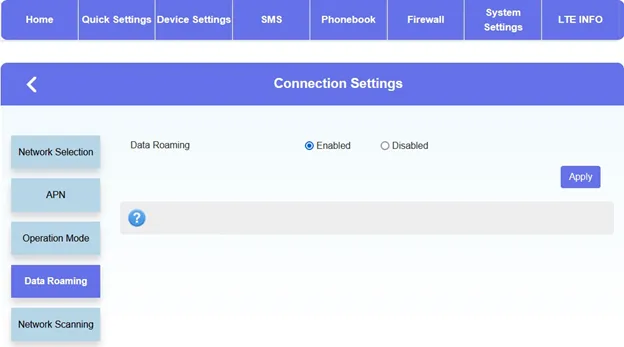 Home Quick Settings Device Settings SMS Phonebook Firewall System Settings LTE INFO
Connection Settings
Network Selection
Data Roaming Enabled Disabled
Apply
APN
?
Operation Mode
Data Roaming
Network Scanning